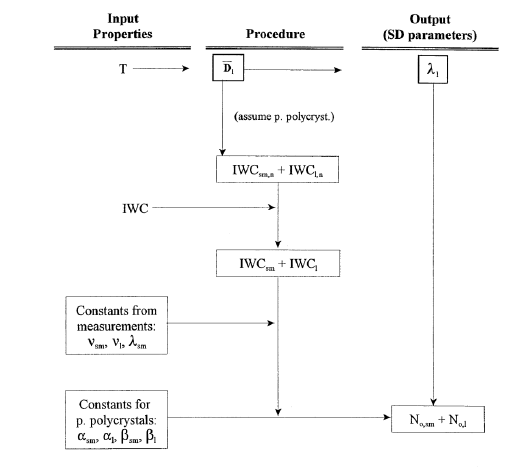 Input Properties
Procedure
Output
(SD parameters)
T
D̅ₗ
λₗ
(assume p. polycryst.)
IWCsm,n + IWCl,n
IWC
IWCsm + IWCl
Constants from
measurements:
νsm, νl, λsm
Constants for
p. polycrystals:
αsm, αl, βsm, βl
No,sm + No,l